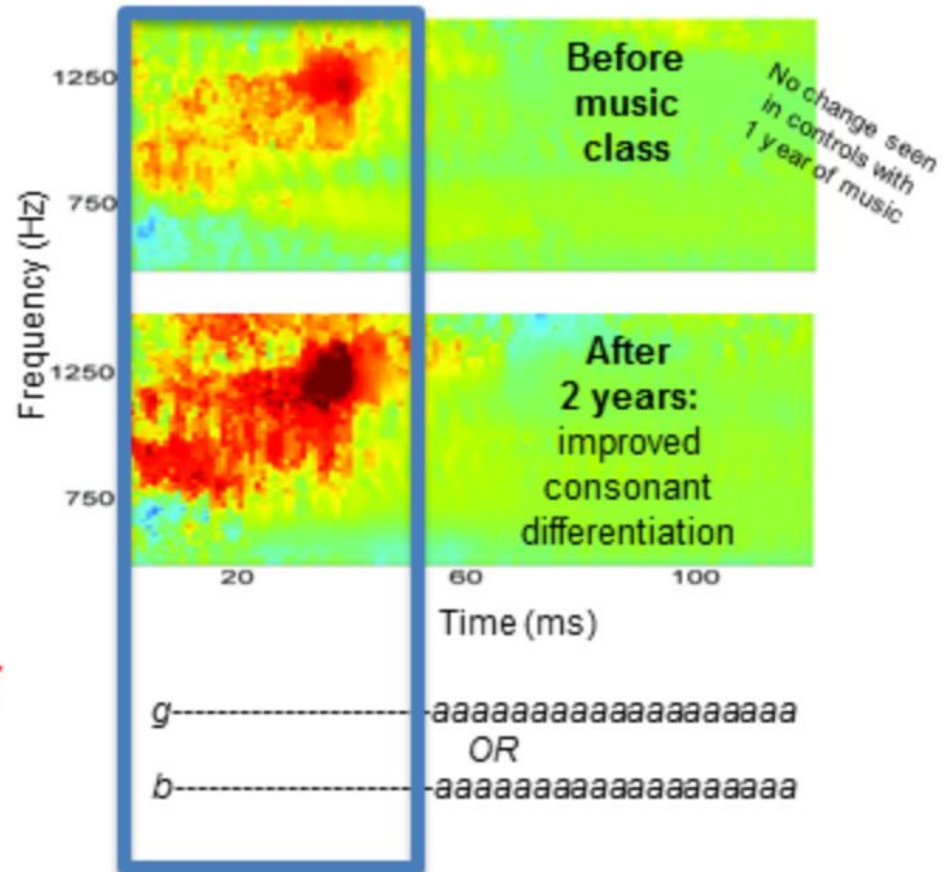 Frequency (Hz)
1250
750
Before
music
class
No change seen
in controls with
1 year of music
1250
750
After
2 years:
improved
consonant
differentiation
20 60 100
Time (ms)
g-----------------------aaaaaaaaaaaaaaaaaaa
OR
b-----------------------aaaaaaaaaaaaaaaaaaa